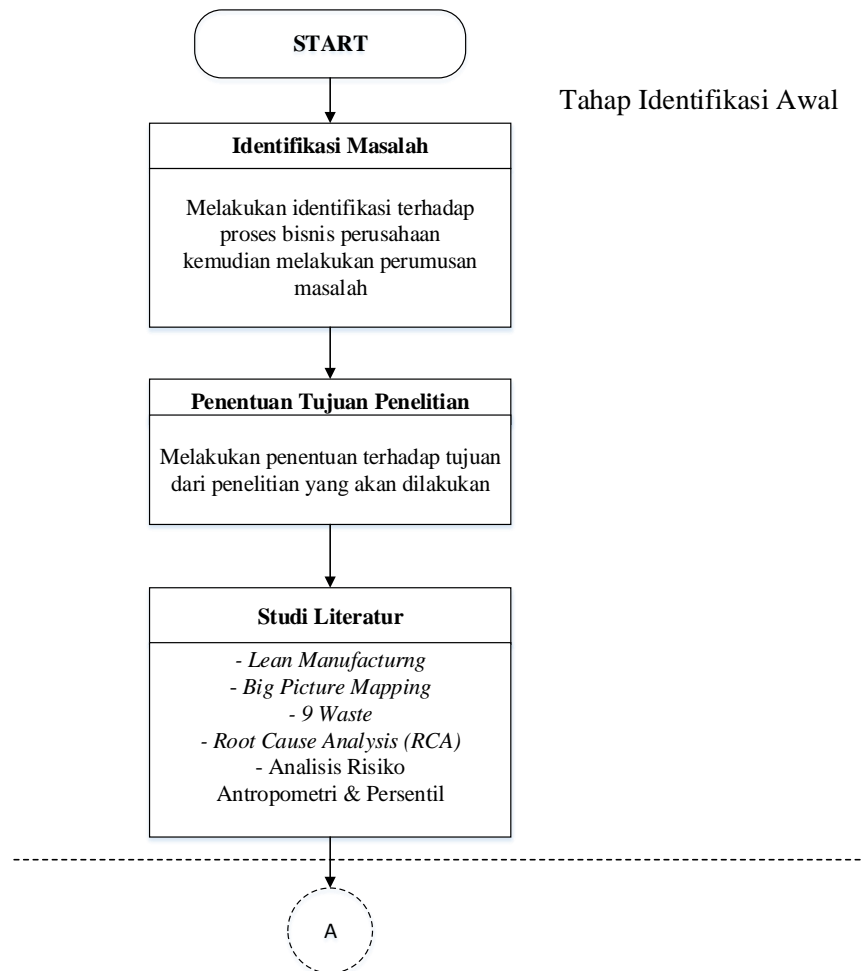 START
Tahap Identifikasi Awal
Identifikasi Masalah
Melakukan identifikasi terhadap
proses bisnis perusahaan
kemudian melakukan perumusan
masalah
Penentuan Tujuan Penelitian
Melakukan penentuan terhadap tujuan
dari penelitian yang akan dilakukan
Studi Literatur
- Lean Manufacturng
- Big Picture Mapping
- 9 Waste
- Root Cause Analysis (RCA)
- Analisis Risiko
Antropometri & Persentil
A